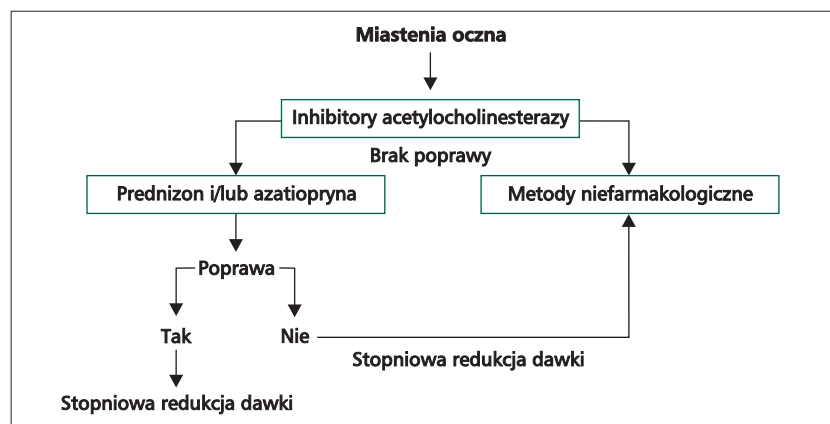 Miastenia oczna
Inhibitory acetylocholinesterazy
Brak poprawy
Prednizon i/lub azatiopryna
Metody niefarmakologiczne
Poprawa
Tak
Nie
Stopniowa redukcja dawki
Stopniowa redukcja dawki